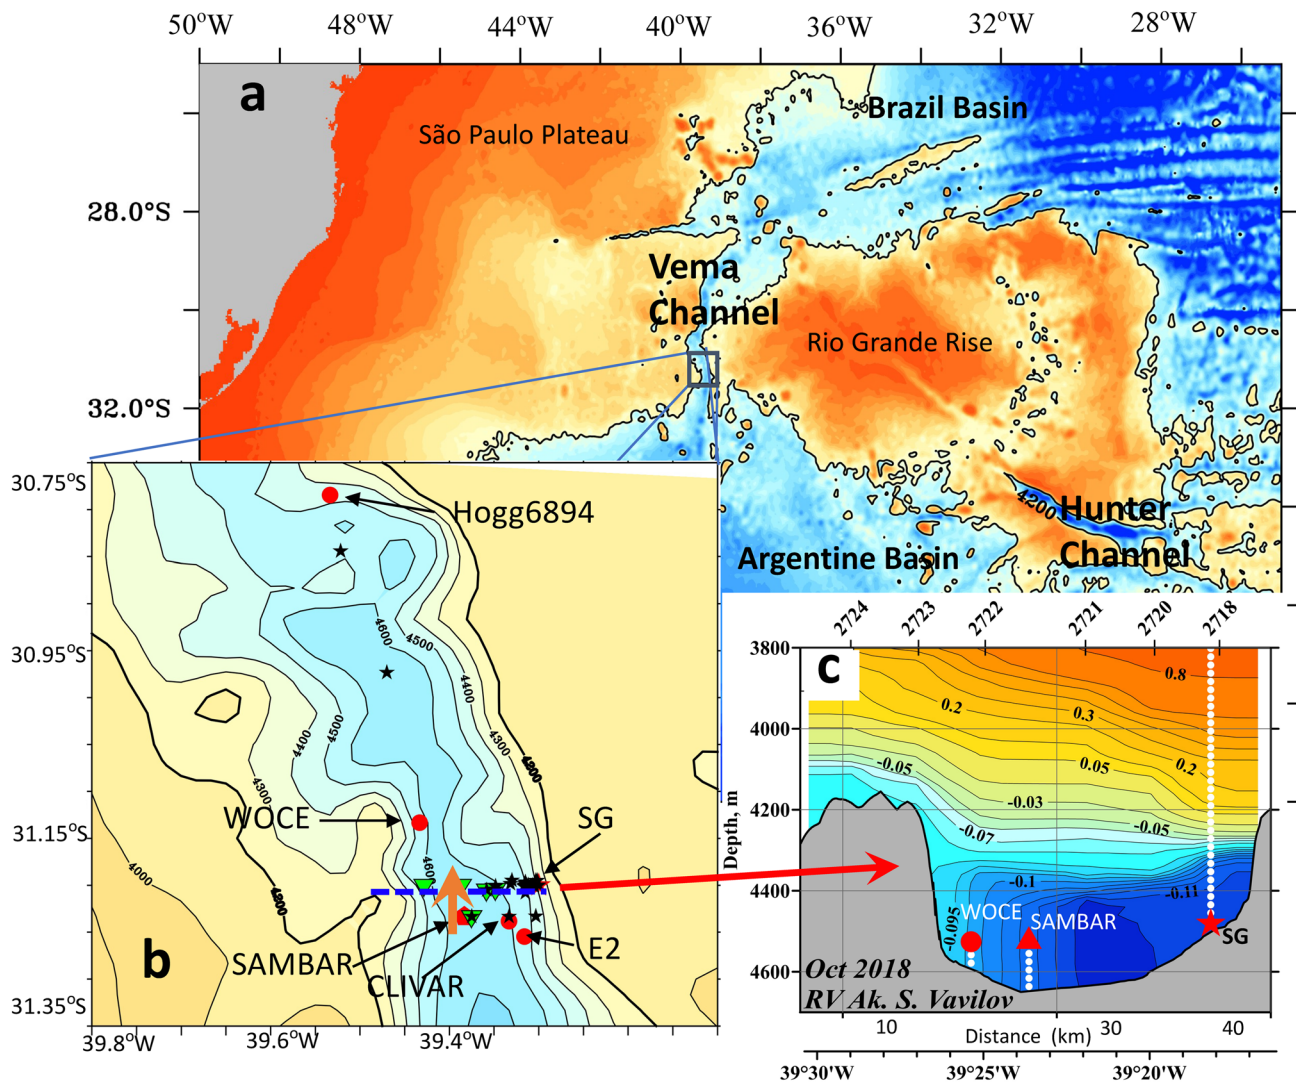 50°W 48°W 44°W 40°W 36°W 32°W 28°W
a
Brazil Basin
São Paulo Plateau
28.0°S
Vema
Channel
Rio Grande Rise
32.0°S
4200
Hunter
Channel
Argentine Basin
30.75°S
30.95°S
31.15°S
31.35°S
Hogg6894
4600
4500
4400
4500
4400
4300
4300
4200
WOCE
SG
4000
4200
460
SAMBAR
CLIVAR
E2
b
39.8°W 39.6°W 39.4°W
2724 2723 2722 2721 2720 2718
3800
4000
4200
4400
4600
Depth, m
c
0.8
0.2
0.3
0.2
-0.05
0.05
-0.03
-0.05
-0.07
-0.1
-0.11
-0.095
WOCE
SAMBAR
SG
Oct 2018
RV Ak. S. Vavilov
10 30 40
Distance (km)
39°30'W 39°25'W 39°20'W